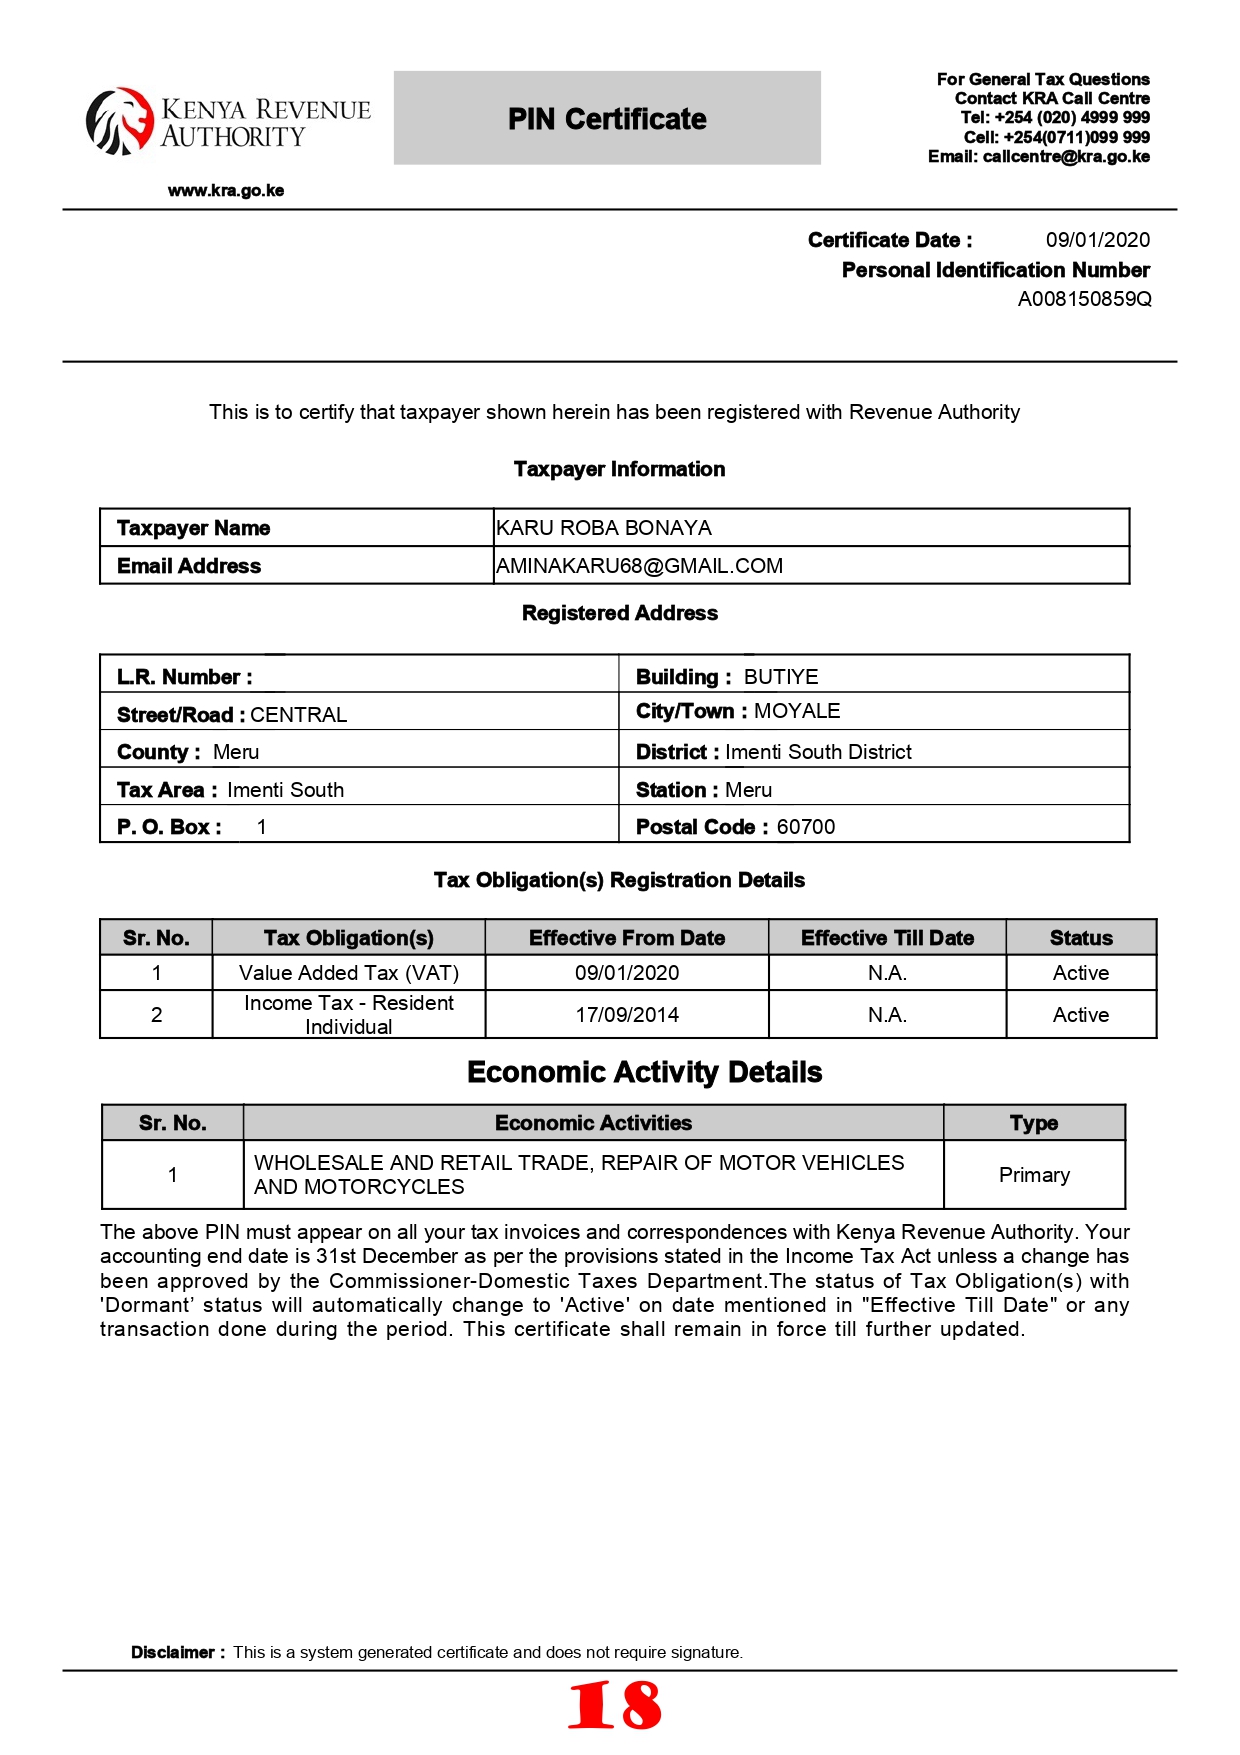 KENYA REVENUE
AUTHORITY
www.kra.go.ke
PIN Certificate
For General Tax Questions
Contact KRA Call Centre
Tel: +254 (020) 4999 999
Cell: +254(0711)099 999
Email: callcentre@kra.go.ke
Certificate Date : 09/01/2020
Personal Identification Number
A008150859Q
This is to certify that taxpayer shown herein has been registered with Revenue Authority
Taxpayer Information
Taxpayer Name KARU ROBA BONAYA
Email Address AMINAKARU68@GMAIL.COM
Registered Address
L.R. Number : Building : BUTIYE
Street/Road : CENTRAL City/Town : MOYALE
County : Meru District : Imenti South District
Tax Area : Imenti South Station : Meru
P. O. Box : 1 Postal Code : 60700
Tax Obligation(s) Registration Details
Sr. No. Tax Obligation(s) Effective From Date Effective Till Date Status
1 Value Added Tax (VAT) 09/01/2020 N.A. Active
2 Income Tax - Resident Individual 17/09/2014 N.A. Active
Economic Activity Details
Sr. No. Economic Activities Type
1 WHOLESALE AND RETAIL TRADE, REPAIR OF MOTOR VEHICLES AND MOTORCYCLES Primary
The above PIN must appear on all your tax invoices and correspondences with Kenya Revenue Authority. Your
accounting end date is 31st December as per the provisions stated in the Income Tax Act unless a change has
been approved by the Commissioner-Domestic Taxes Department.The status of Tax Obligation(s) with
'Dormant’ status will automatically change to 'Active' on date mentioned in "Effective Till Date" or any
transaction done during the period. This certificate shall remain in force till further updated.
Disclaimer : This is a system generated certificate and does not require signature.
18